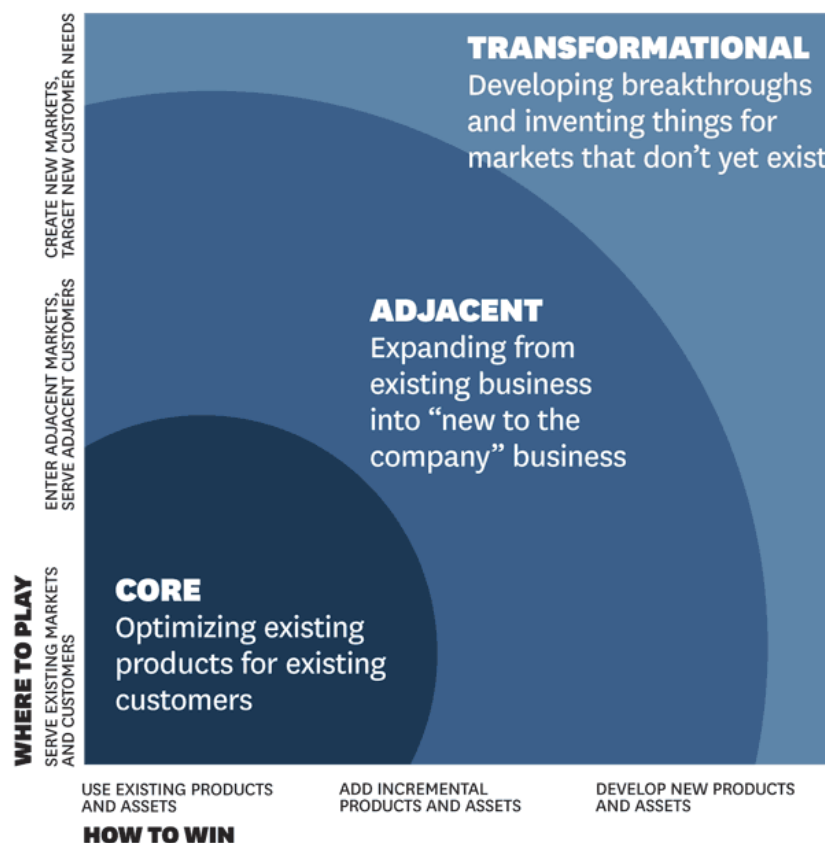 TRANSFORMATIONAL
Developing breakthroughs
and inventing things for
markets that don’t yet exist
ADJACENT
Expanding from
existing business
into “new to the
company” business
CORE
Optimizing existing
products for existing
customers
WHERE TO PLAY
CREATE NEW MARKETS,
TARGET NEW CUSTOMER NEEDS
ENTER ADJACENT MARKETS,
SERVE ADJACENT CUSTOMERS
SERVE EXISTING MARKETS
AND CUSTOMERS
USE EXISTING PRODUCTS
AND ASSETS
ADD INCREMENTAL
PRODUCTS AND ASSETS
DEVELOP NEW PRODUCTS
AND ASSETS
HOW TO WIN